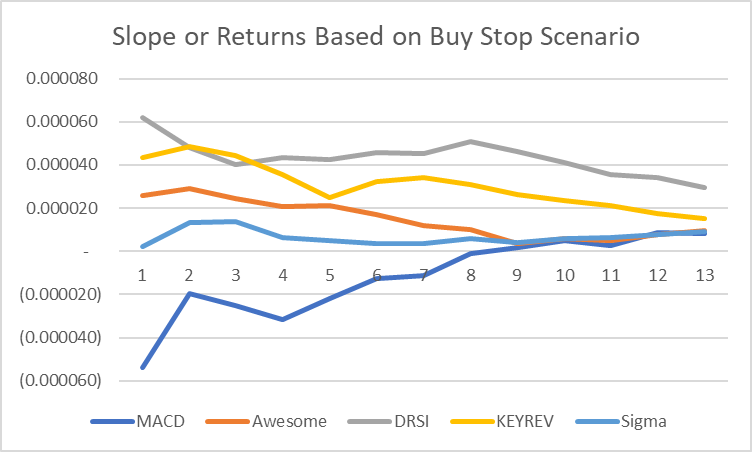 Slope or Returns Based on Buy Stop Scenario
0.000080
0.000060
0.000040
0.000020
-
1 2 3 4 5 6 7 8 9 10 11 12 13
(0.000020)
(0.000040)
(0.000060)
MACD Awesome DRSI KEYREV Sigma